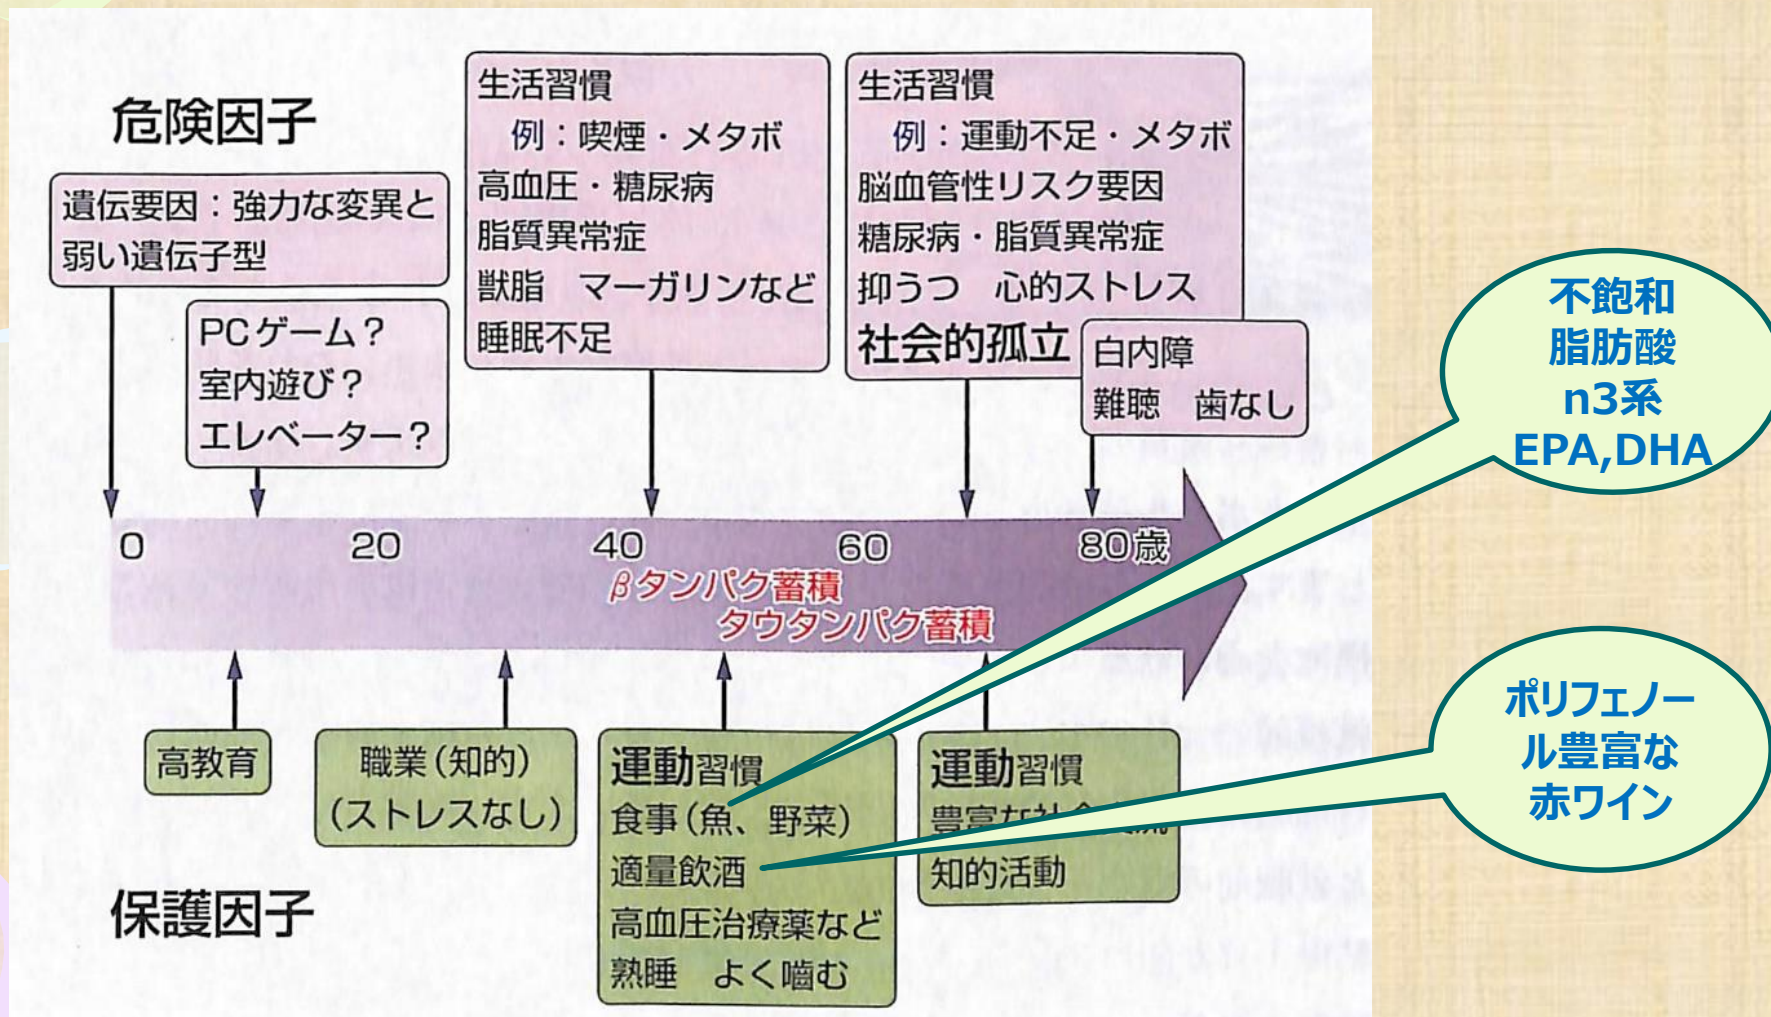 危険因子
遺伝要因：強力な変異と
弱い遺伝子型
PCゲーム？
室内遊び？
エレベーター？
生活習慣
例：喫煙・メタボ
高血圧・糖尿病
脂質異常症
獣脂　マーガリンなど
睡眠不足
生活習慣
例：運動不足・メタボ
脳血管性リスク要因
糖尿病・脂質異常症
抑うつ　心的ストレス
社会的孤立
白内障
難聴　歯なし
0 20 40 60 80歳
βタンパク蓄積
タウタンパク蓄積
高教育
職業（知的）
（ストレスなし）
運動習慣
食事（魚、野菜）
適量飲酒
高血圧治療薬など
熟睡　よく噛む
運動習慣
豊富な社会
知的活動
保護因子
不飽和
脂肪酸
n3系
EPA,DHA
ポリフェノー
ル豊富な
赤ワイン